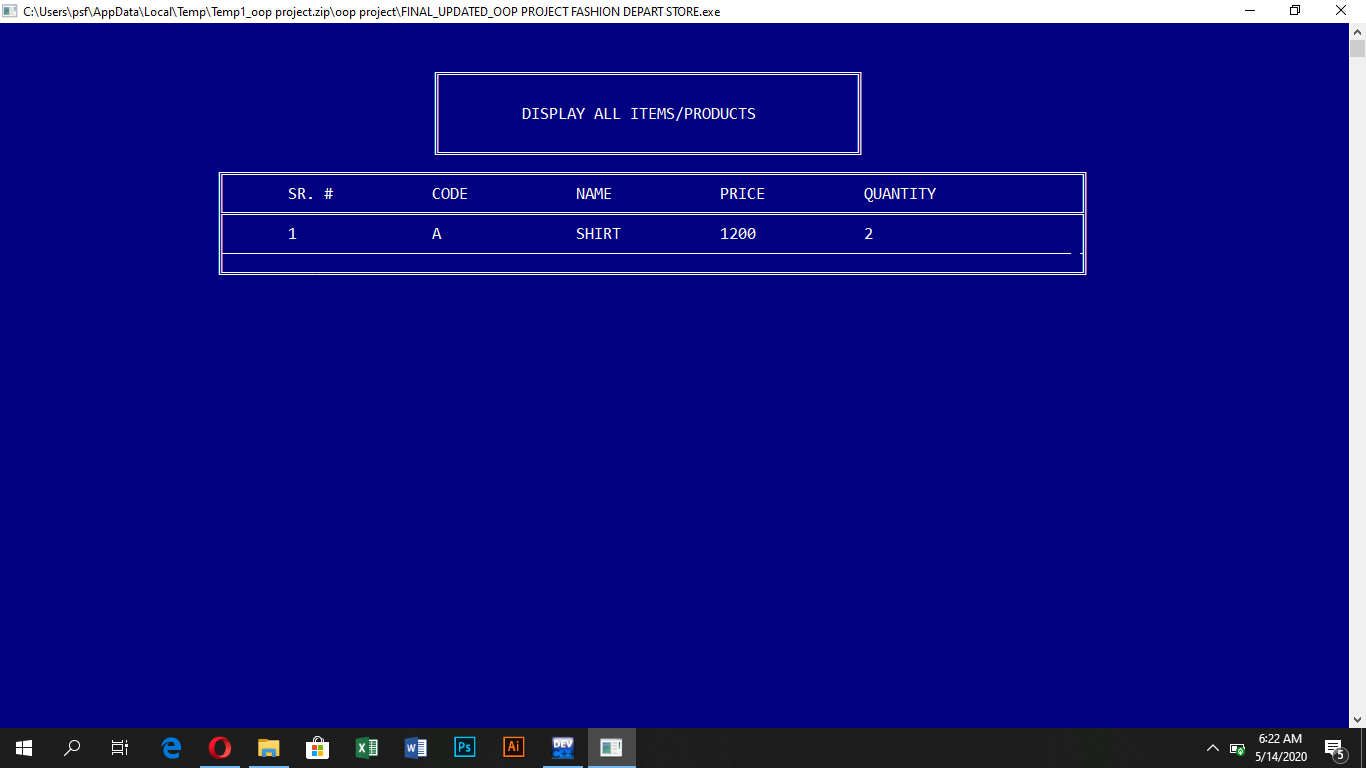 C:\Users\psf\AppData\Local\Temp\Temp1_oop project.zip\oop project\FINAL_UPDATED_OOP PROJECT FASHION DEPART STORE.exe
DISPLAY ALL ITEMS/PRODUCTS
SR. # CODE NAME PRICE QUANTITY
1 A SHIRT 1200 2
Ps Ai DEV
6:22 AM
5/14/2020
5